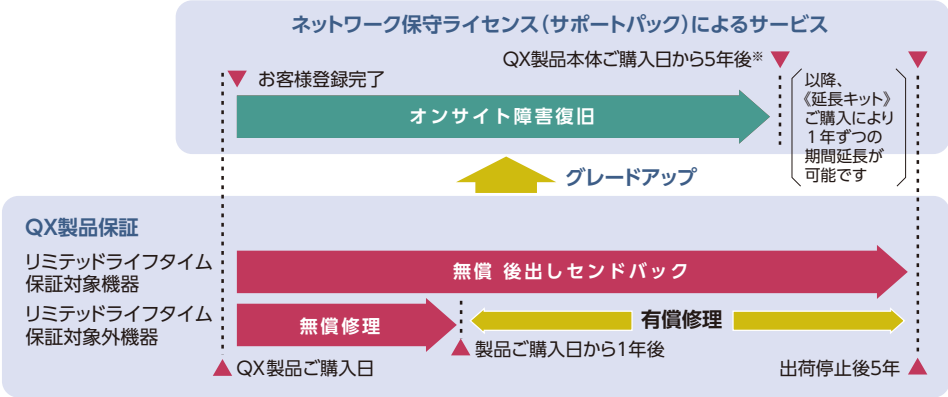 ネットワーク保守ライセンス(サポートパック)によるサービス
QX製品本体ご購入日から5年後※
お客様登録完了
オンサイト障害復旧
以降、
《延長キット》
ご購入により
1年ずつの
期間延長が
可能です
グレードアップ
QX製品保証
リミテッドライフタイム
保証対象機器
無償 後出しセンドバック
リミテッドライフタイム
保証対象外機器
無償修理
有償修理
QX製品ご購入日
製品ご購入日から1年後
出荷停止後5年